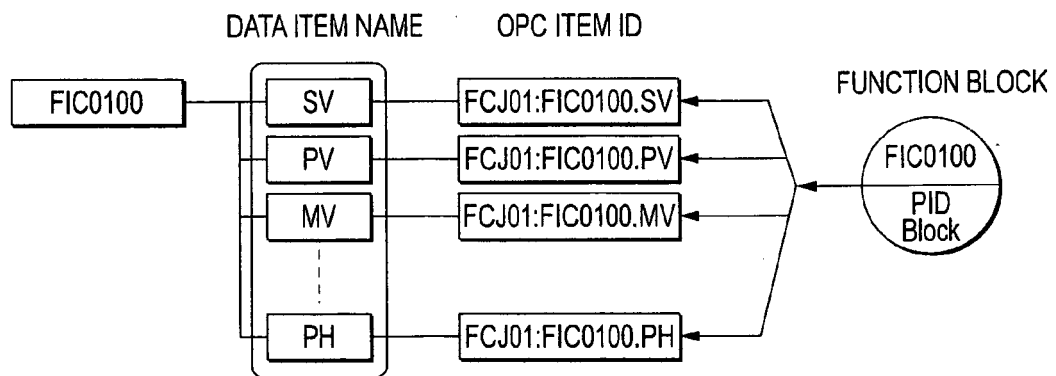 DATA ITEM NAME
OPC ITEM ID
FUNCTION BLOCK
FIC0100
SV
FCJ01:FIC0100.SV
PV
FCJ01:FIC0100.PV
MV
FCJ01:FIC0100.MV
PH
FCJ01:FIC0100.PH
FIC0100
PID
Block